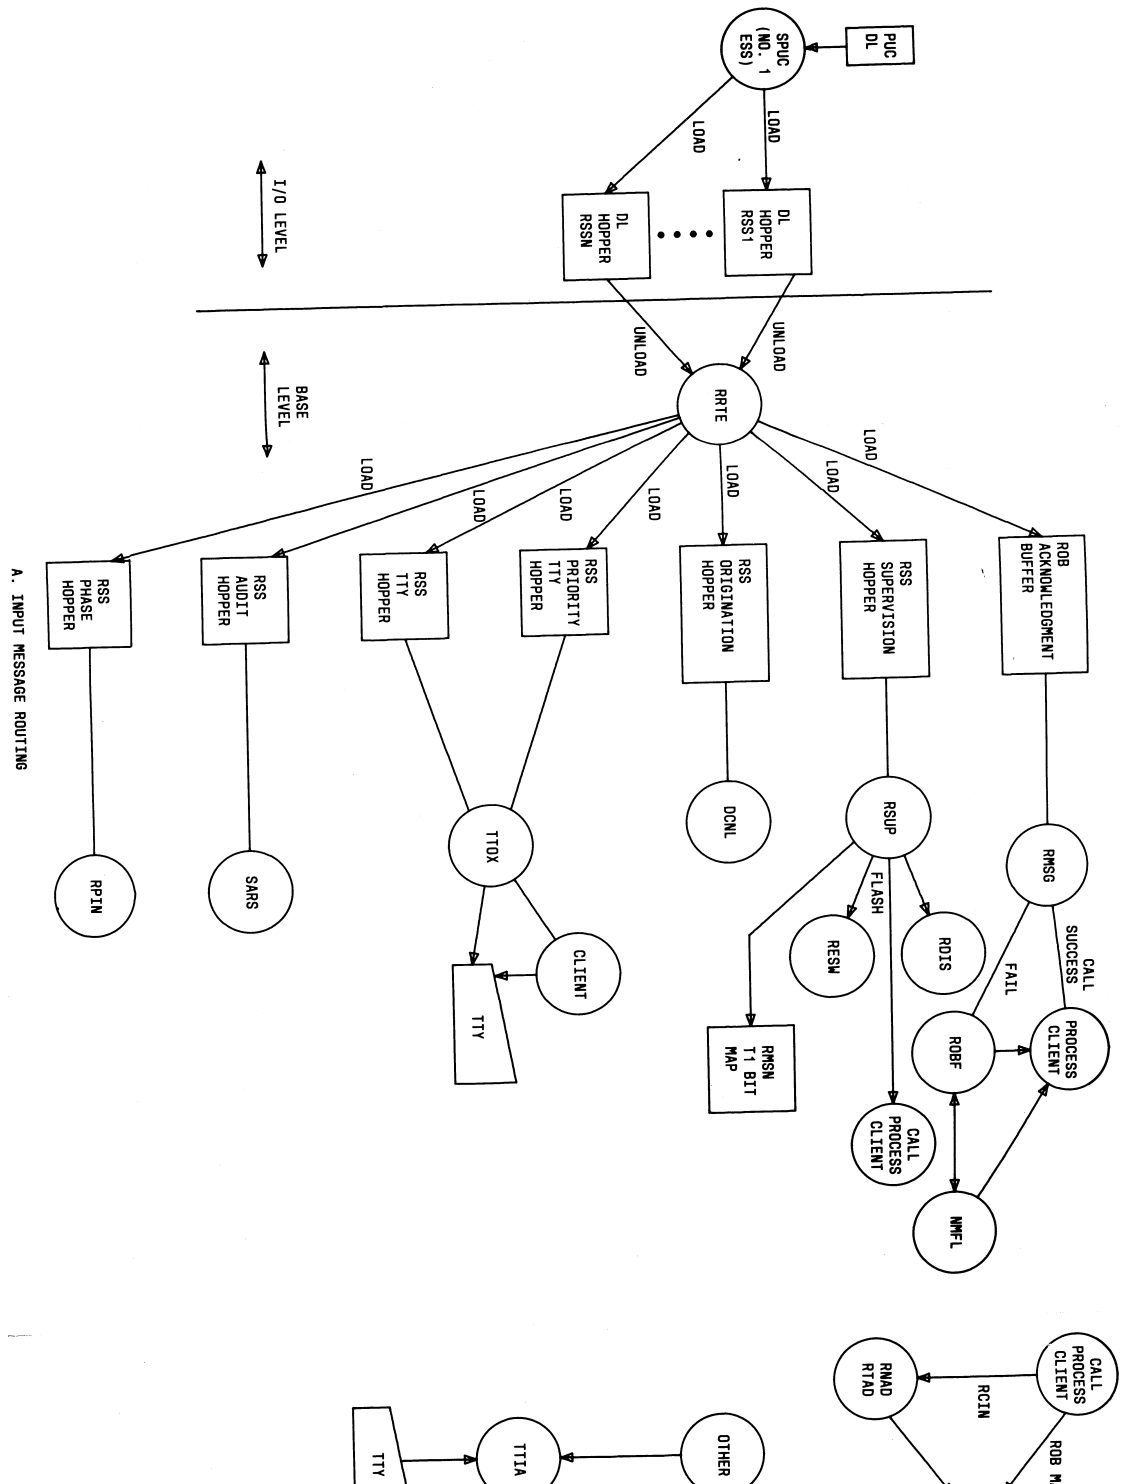 PUC
DL
SPUC
(NO. 1
ESS)
LOAD
LOAD
DL
HOPPER
RSS1
DL
HOPPER
RSSN
I/O LEVEL
UNLOAD
UNLOAD
RRTE
BASE
LEVEL
LOAD
LOAD
LOAD
LOAD
LOAD
LOAD
LOAD
ROB
ACKNOWLEDGMENT
BUFFER
RSS
SUPERVISION
HOPPER
RSS
ORIGINATION
HOPPER
RSS
PRIORITY
TTY
HOPPER
RSS
TTY
HOPPER
RSS
AUDIT
HOPPER
RSS
PHASE
HOPPER
RMSG
RSUP
DCNL
TTOX
SARS
RPIN
CALL
SUCCESS
FAIL
FLASH
RDIS
RESW
CLIENT
TTY
PROCESS
CLIENT
ROBF
RMSN
T1 BIT
MAP
CALL
PROCESS
CLIENT
NMFL
A. INPUT MESSAGE ROUTING
CALL
PROCESS
CLIENT
RCIN
RNAD
RTAD
ROB
OTHER
TTIA
TTY